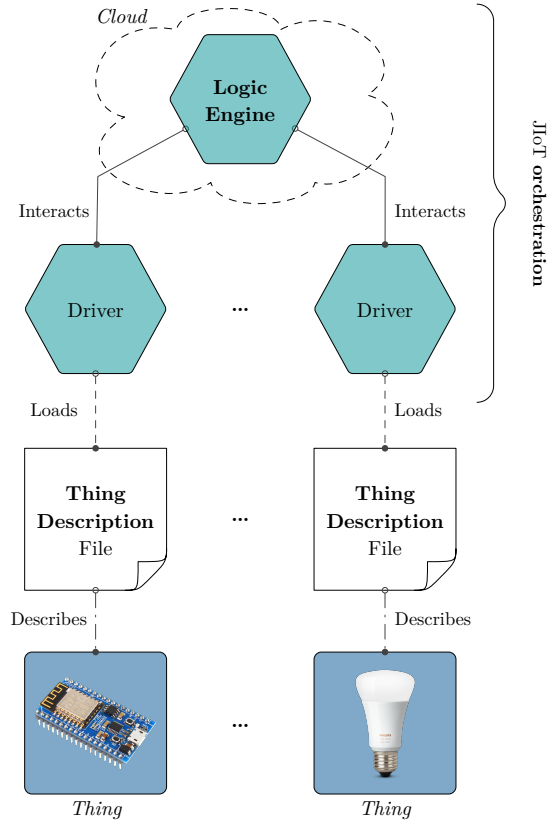 Cloud
Logic
Engine
JIoT orchestration
Interacts
Interacts
Driver
...
Driver
Loads
Loads
Thing
Description
File
...
Thing
Description
File
Describes
Describes
...
Thing
Thing